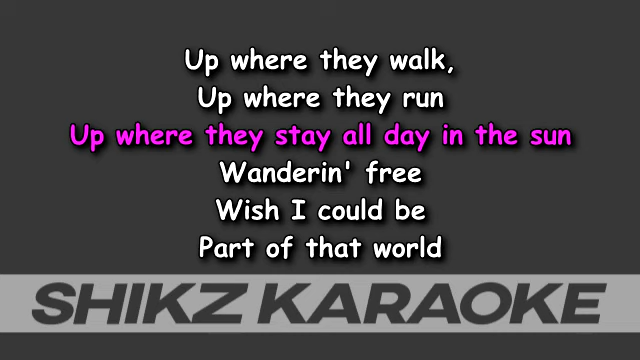 Up where they walk,
Up where they run
Up where they stay all day in the sun
Wanderin' free
Wish I could be
Part of that world
SHIKZ KARAOKE